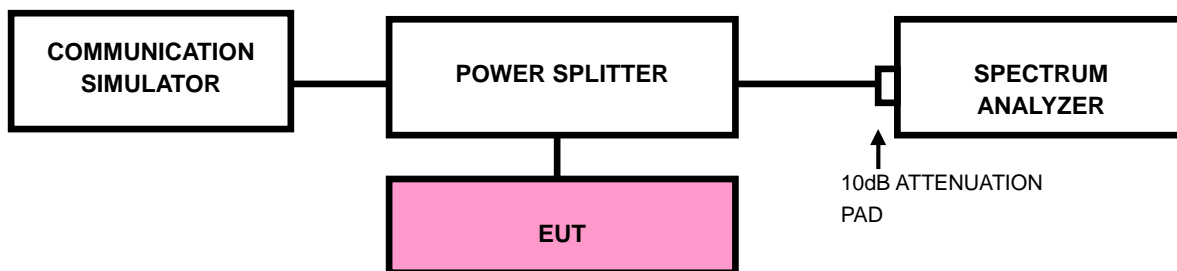 COMMUNICATION
SIMULATOR
POWER SPLITTER
SPECTRUM
ANALYZER
10dB ATTENUATION
PAD
EUT